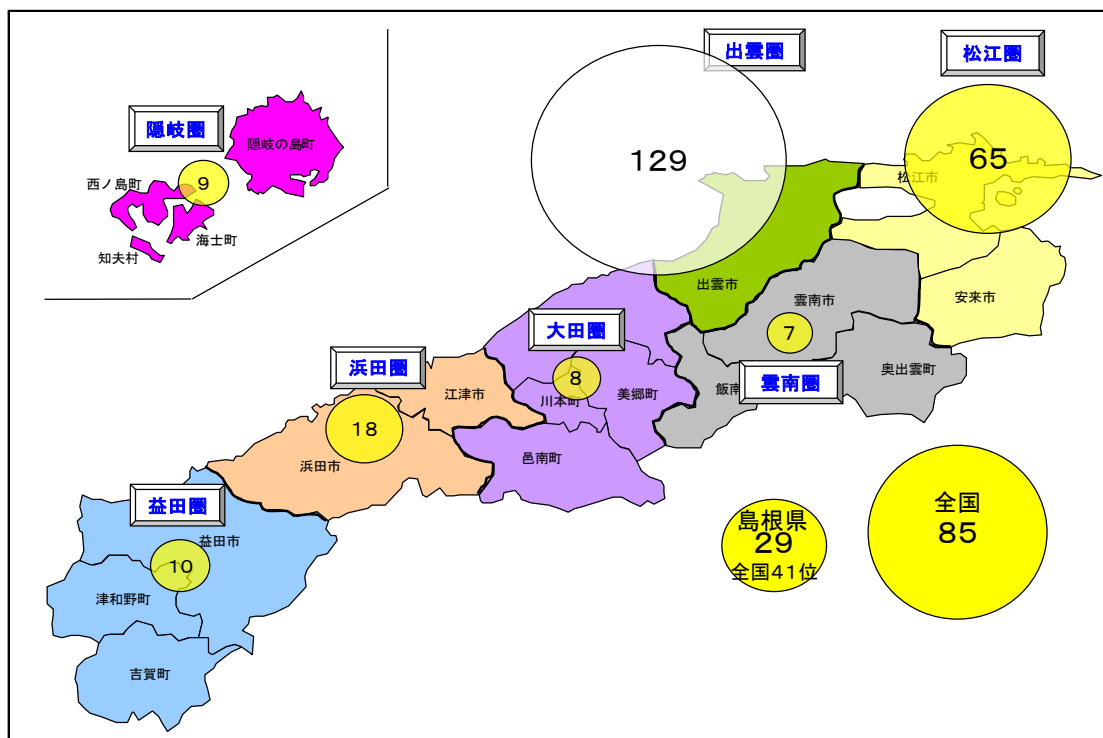 出雲圏
松江圏
129
65
松江市
隠岐圏
隠岐の島町
西ノ島町
9
海士町
知夫村
出雲市
雲南市
安来市
大田圏
7
浜田圏
8
江津市
川本町
美郷町
飯南
雲南圏
奥出雲町
18
浜田市
邑南町
益田圏
益田市
10
津和野町
吉賀町
島根県
29
全国41位
全国
85